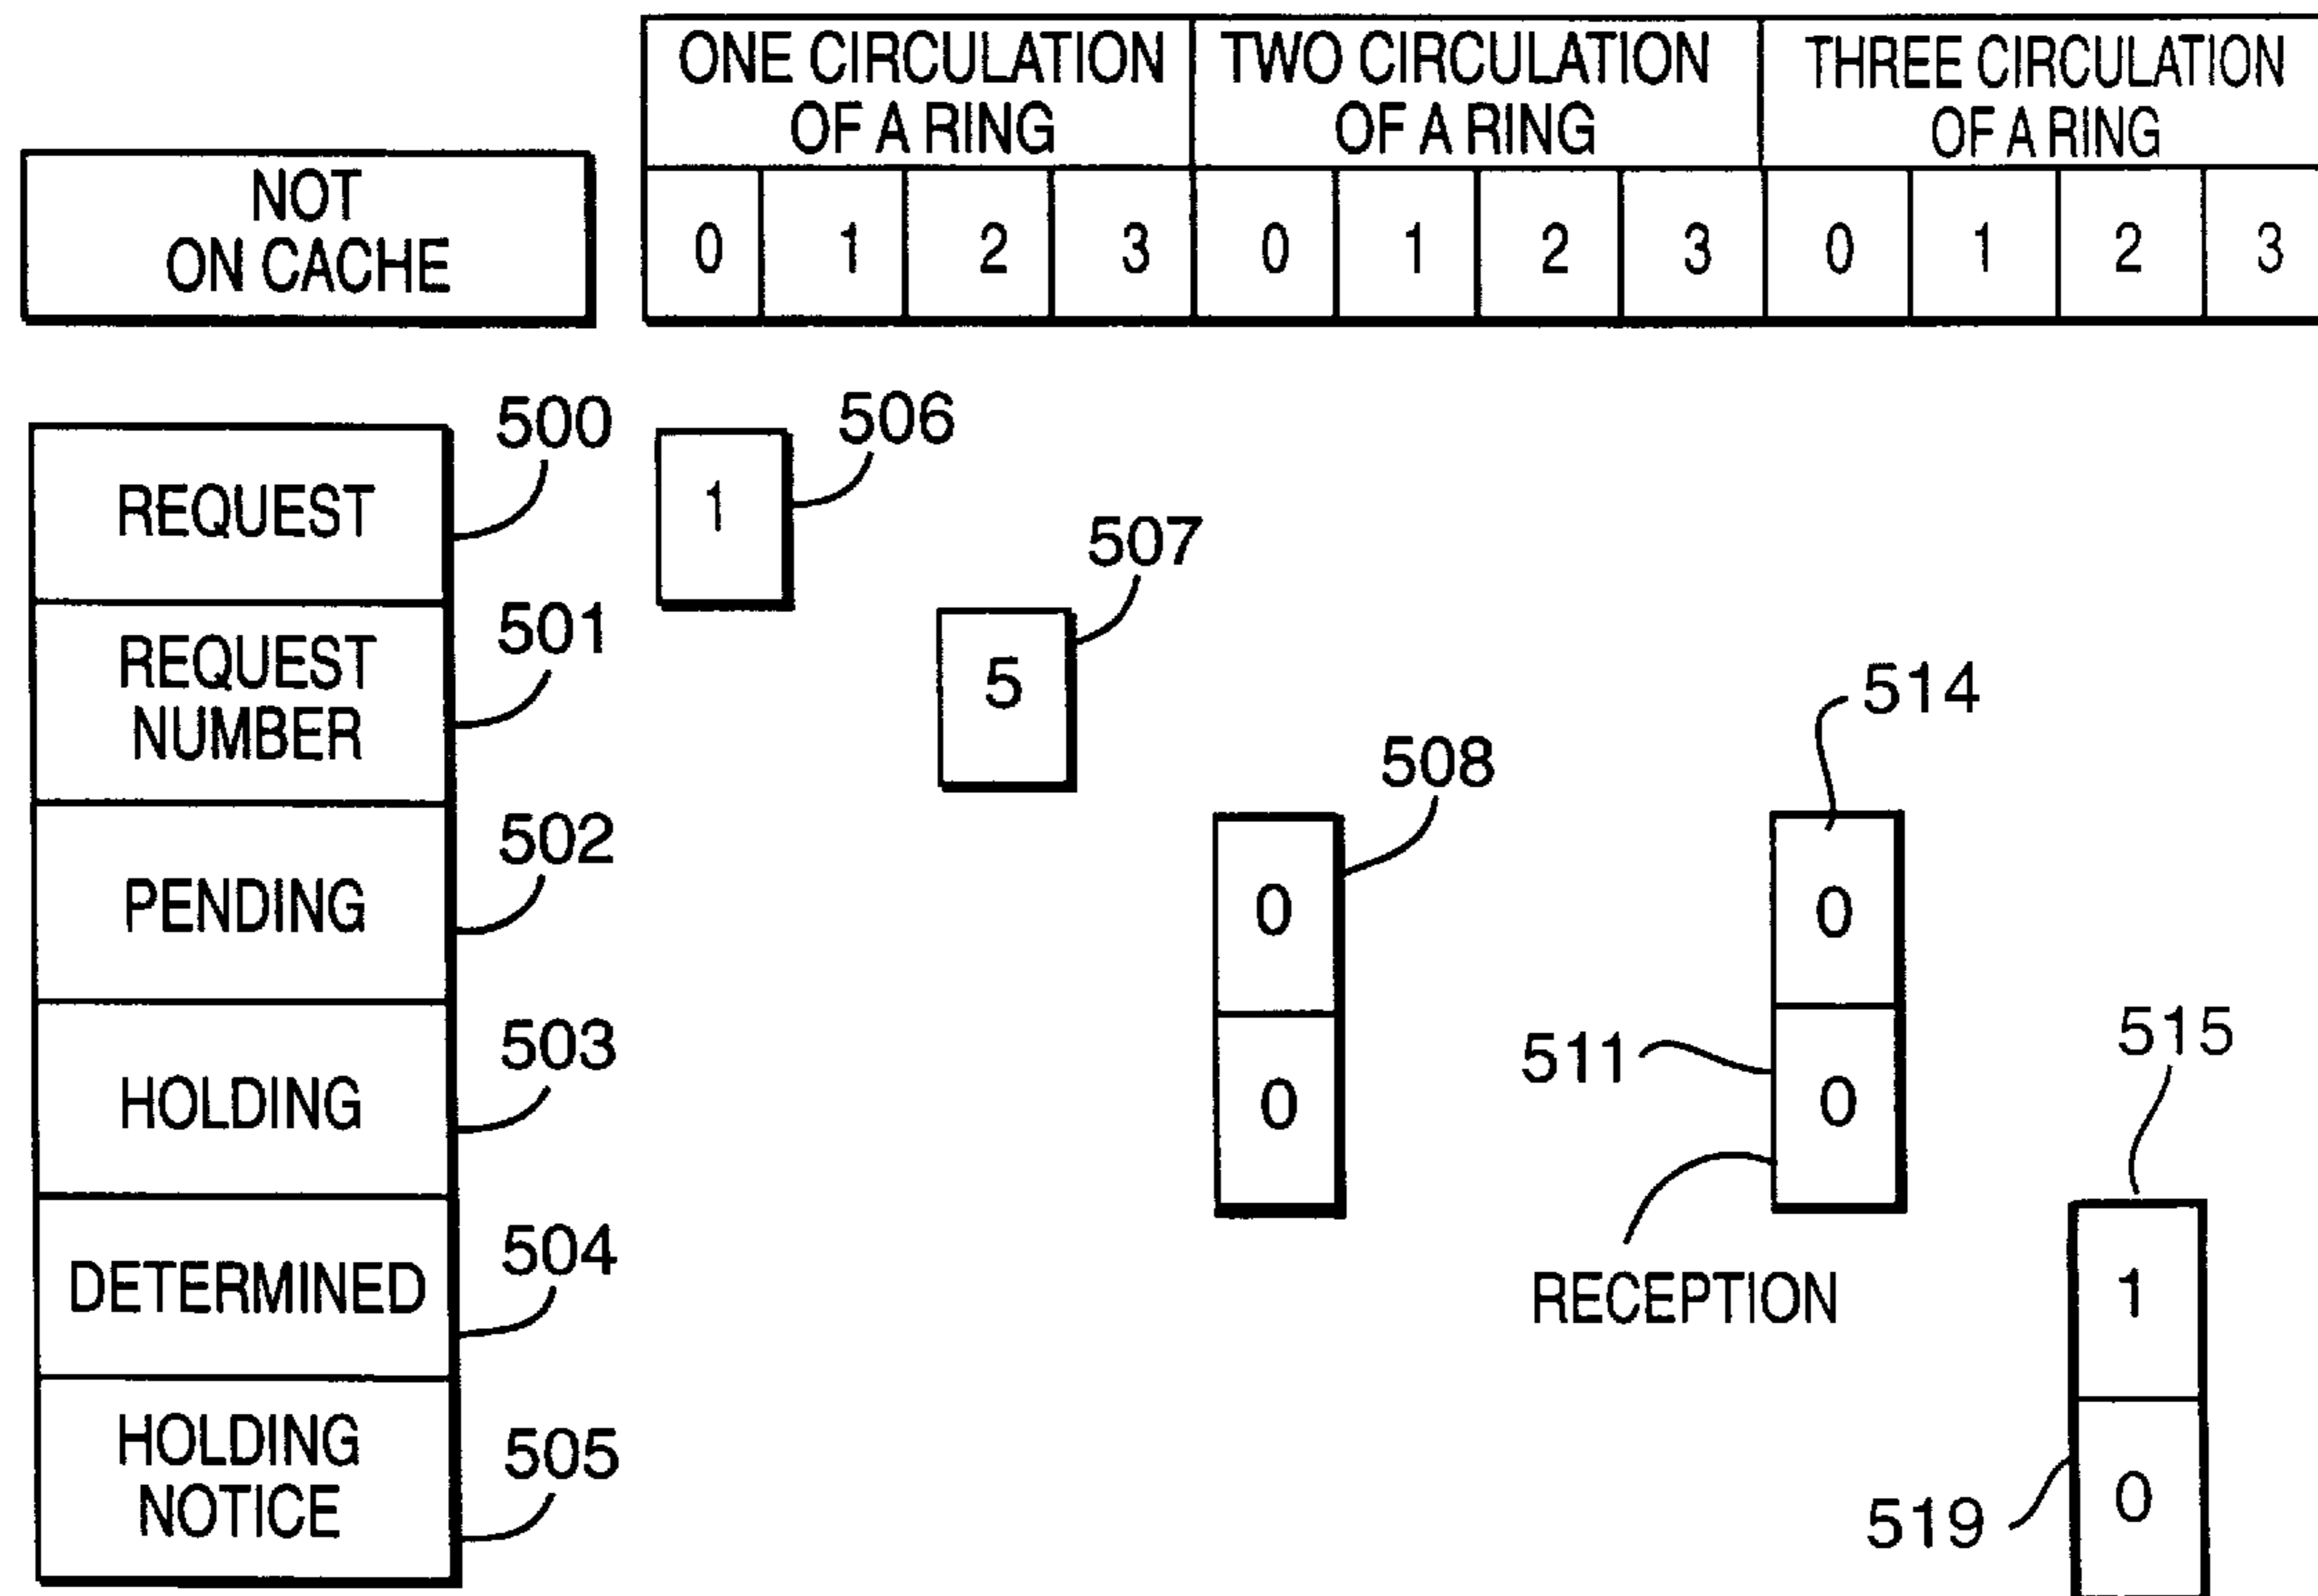 ONE CIRCULATION OF A RING
TWO CIRCULATION OF A RING
THREE CIRCULATION OF A RING
NOT
ON CACHE
0 1 2 3 0 1 2 3 0 1 2 3
REQUEST
500
1
506
REQUEST
NUMBER
501
5
507
PENDING
502
0
508
0
514
HOLDING
503
0
511
0
515
RECEPTION
DETERMINED
504
1
HOLDING
NOTICE
505
519
0